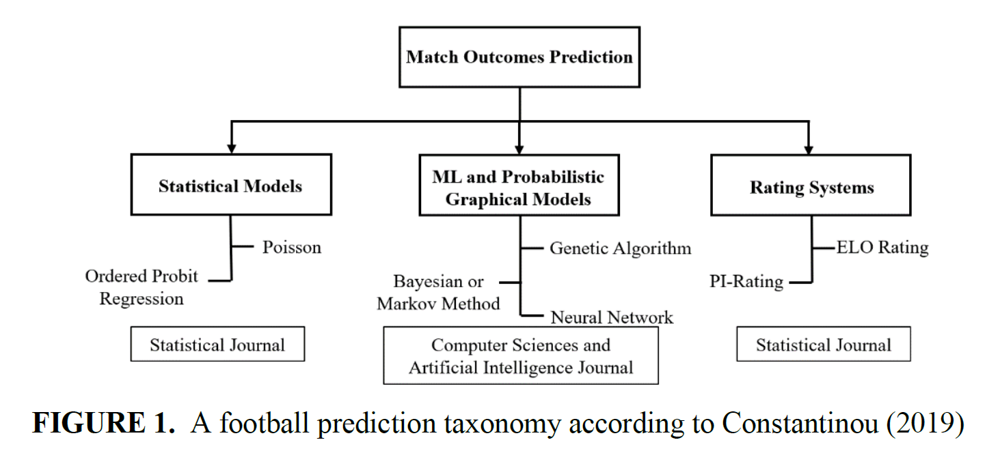 Match Outcomes Prediction
Statistical Models
ML and Probabilistic
Graphical Models
Rating Systems
Poisson
Ordered Probit
Regression
Genetic Algorithm
Bayesian or
Markov Method
Neural Network
ELO Rating
PI-Rating
Statistical Journal
Computer Sciences and
Artificial Intelligence Journal
Statistical Journal
FIGURE 1. A football prediction taxonomy according to Constantinou (2019)